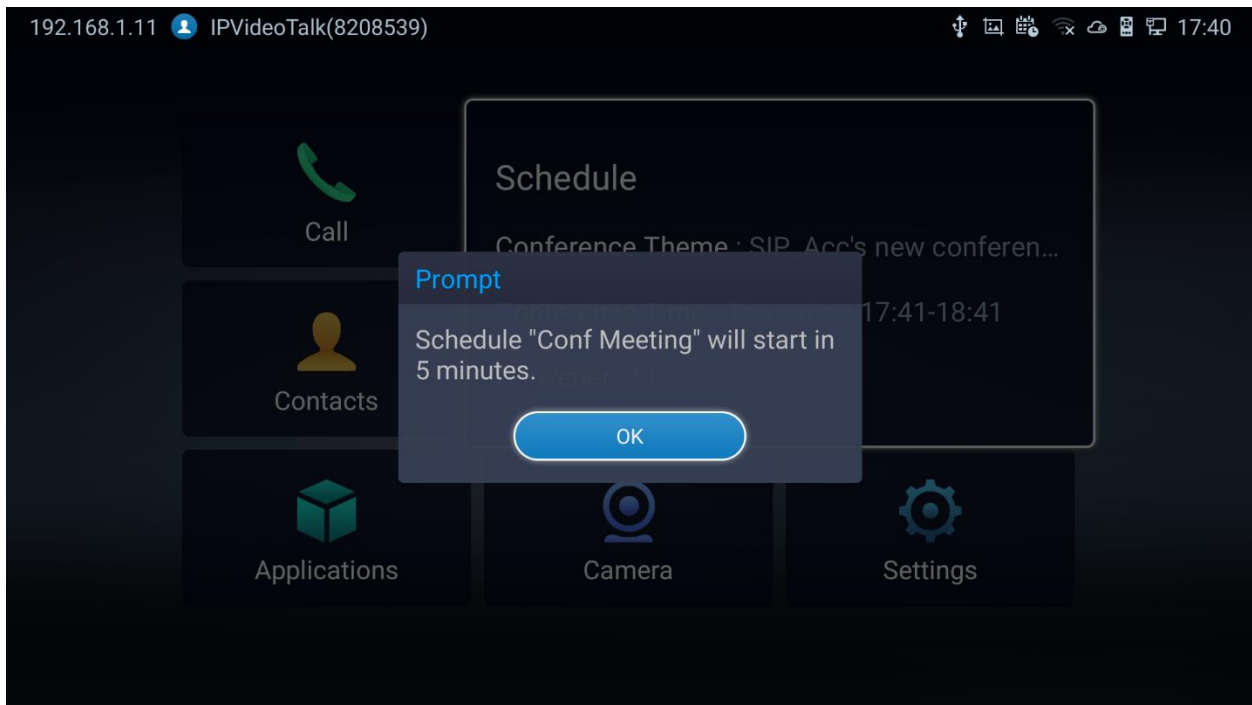 192.168.1.11 IPVideoTalk(8208539) 17:40
Call
Schedule
Conference Theme : SIP_Acc's new conferen...
17:41-18:41
Prompt
Schedule "Conf Meeting" will start in
5 minutes.
OK
Contacts
Applications
Camera
Settings